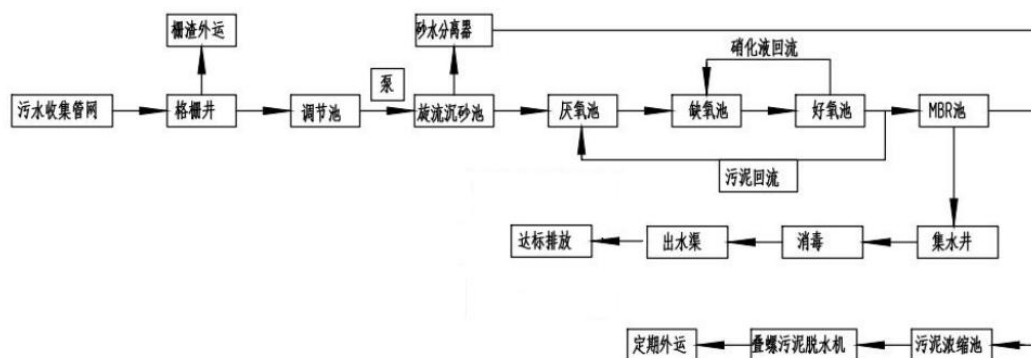 栅渣外运
砂水分离器
硝化液回流
泵
污水收集管网
格栅井
调节池
旋流沉砂池
厌氧池
缺氧池
好氧池
MBR池
污泥回流
达标排放
出水渠
消毒
集水井
定期外运
叠螺污泥脱水机
污泥浓缩池